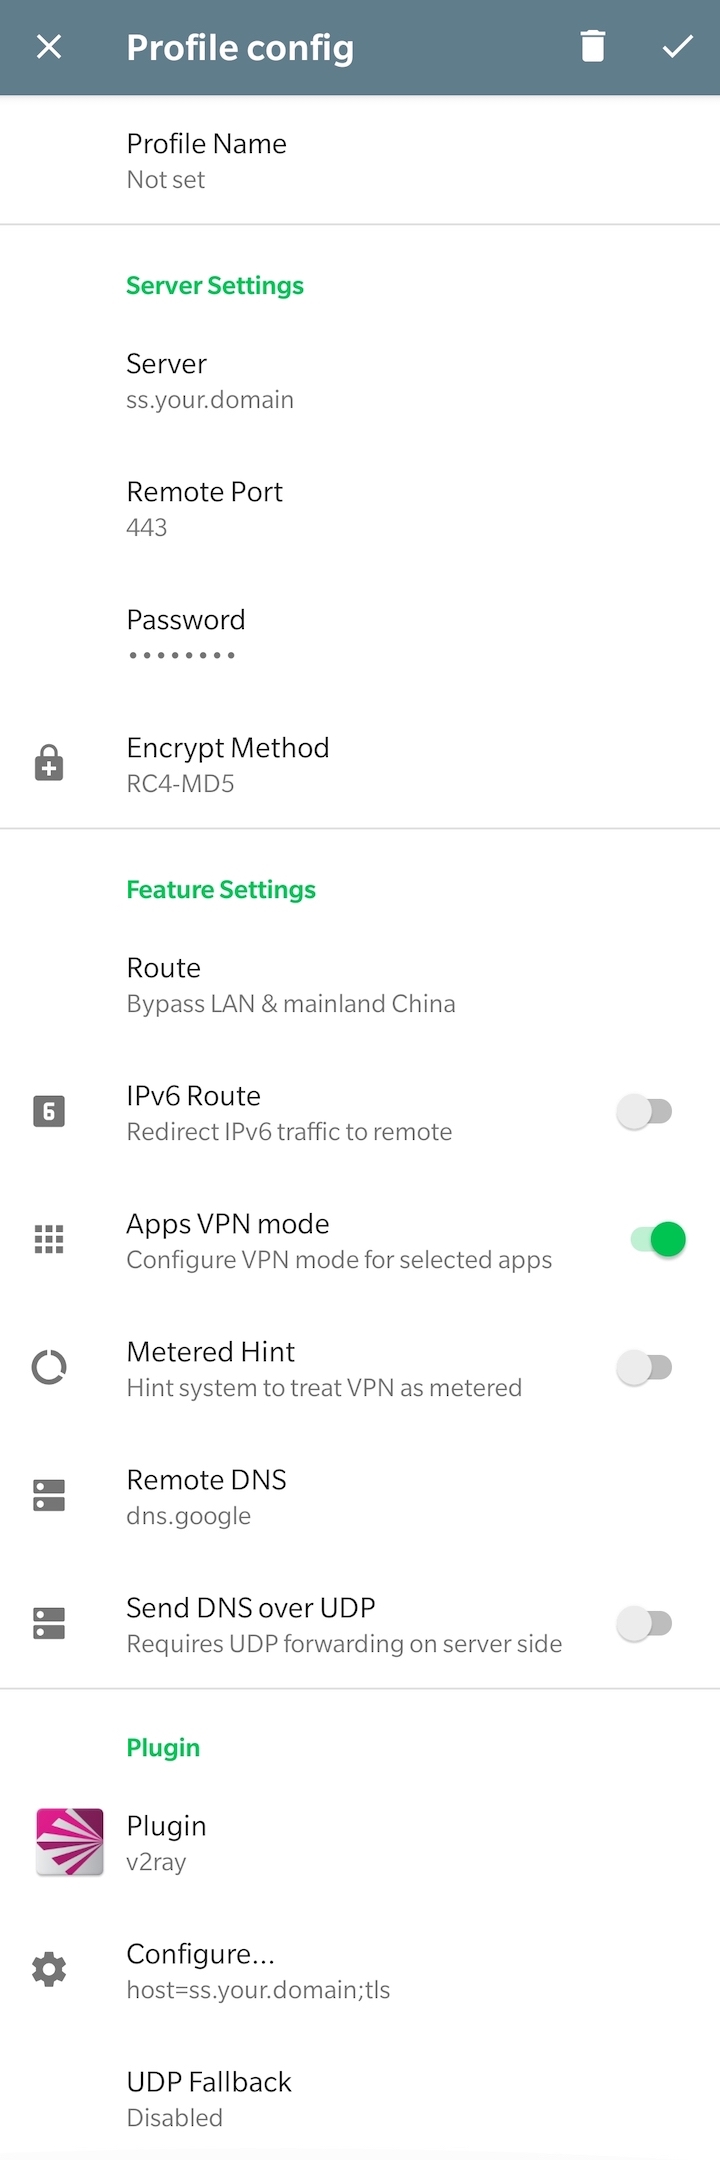 Profile config
Profile Name
Not set
Server Settings
Server
ss.your.domain
Remote Port
443
Password
••••••••
Encrypt Method
RC4-MD5
Feature Settings
Route
Bypass LAN & mainland China
6
IPv6 Route
Redirect IPv6 traffic to remote
Apps VPN mode
Configure VPN mode for selected apps
Metered Hint
Hint system to treat VPN as metered
Remote DNS
dns.google
Send DNS over UDP
Requires UDP forwarding on server side
Plugin
Plugin
v2ray
Configure...
host=ss.your.domain;tls
UDP Fallback
Disabled